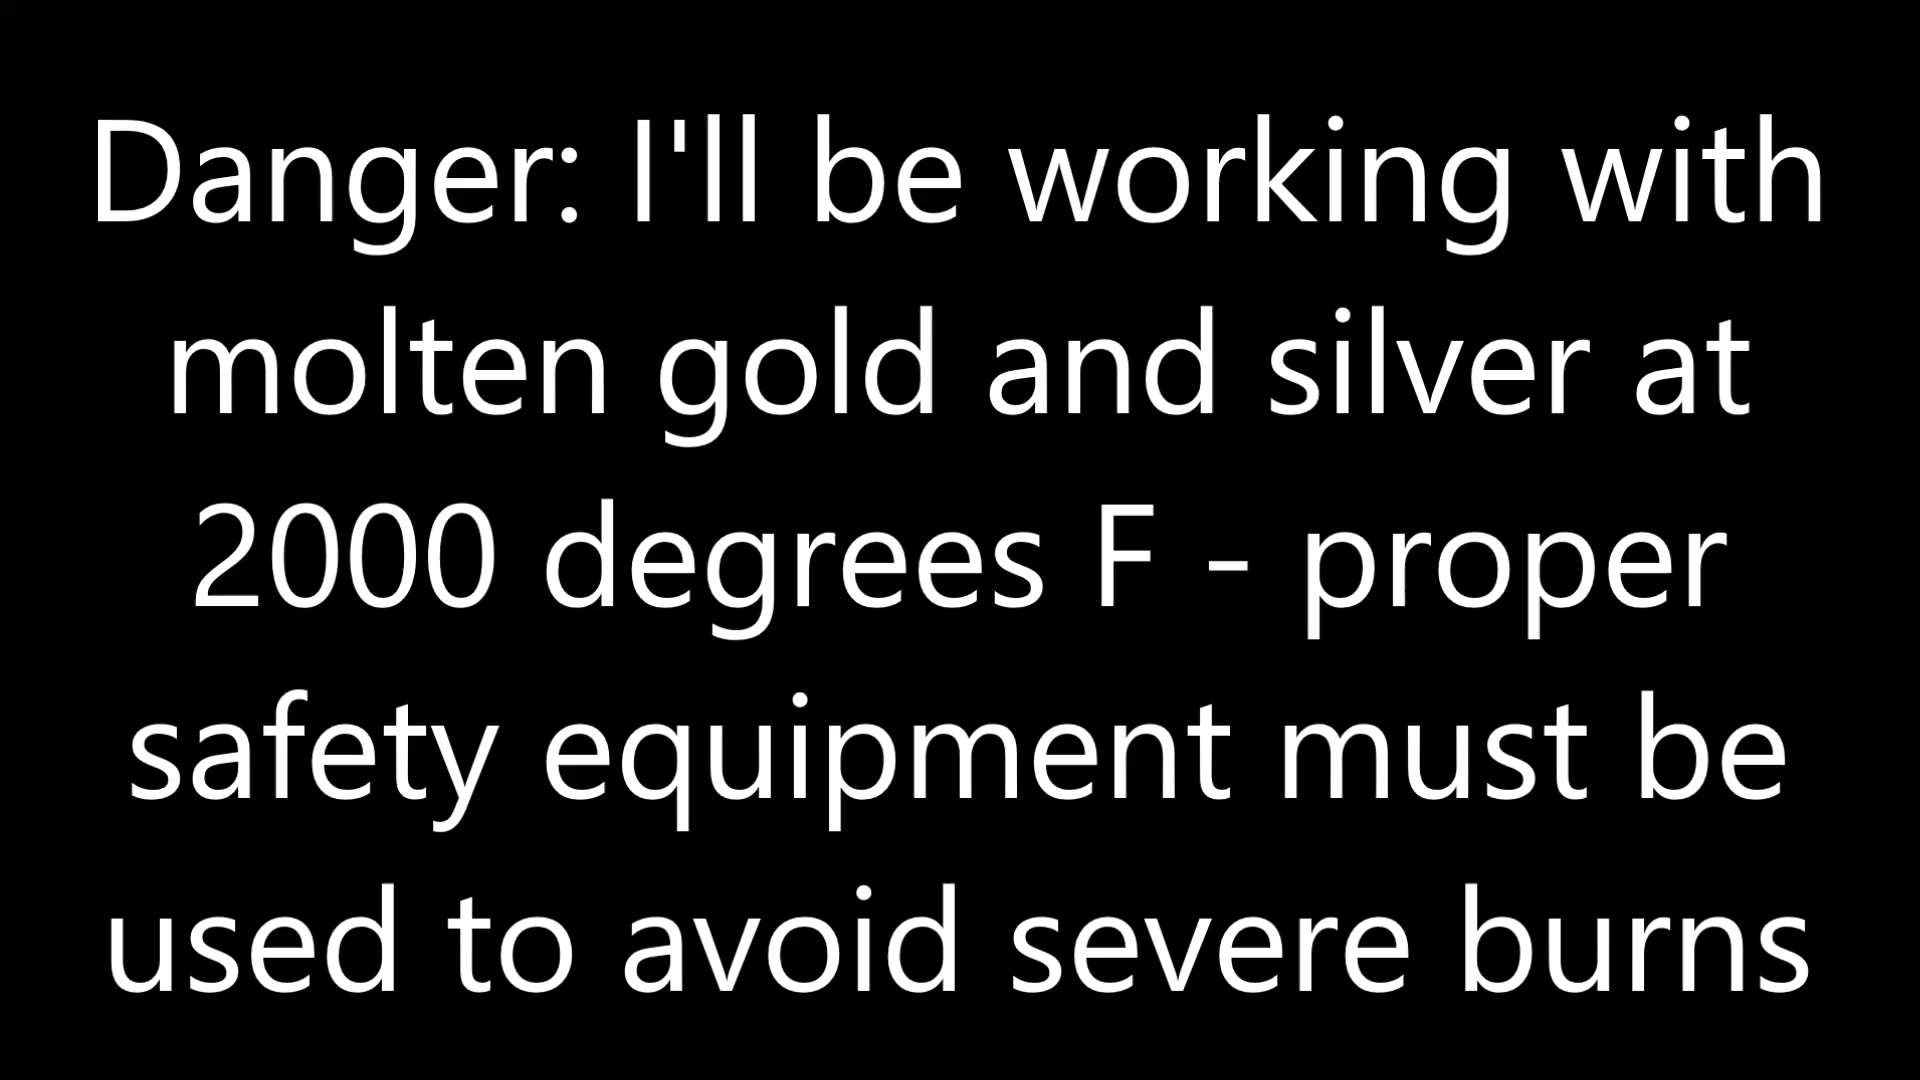 Danger: I'll be working with
molten gold and silver at
2000 degrees F - proper
safety equipment must be
used to avoid severe burns